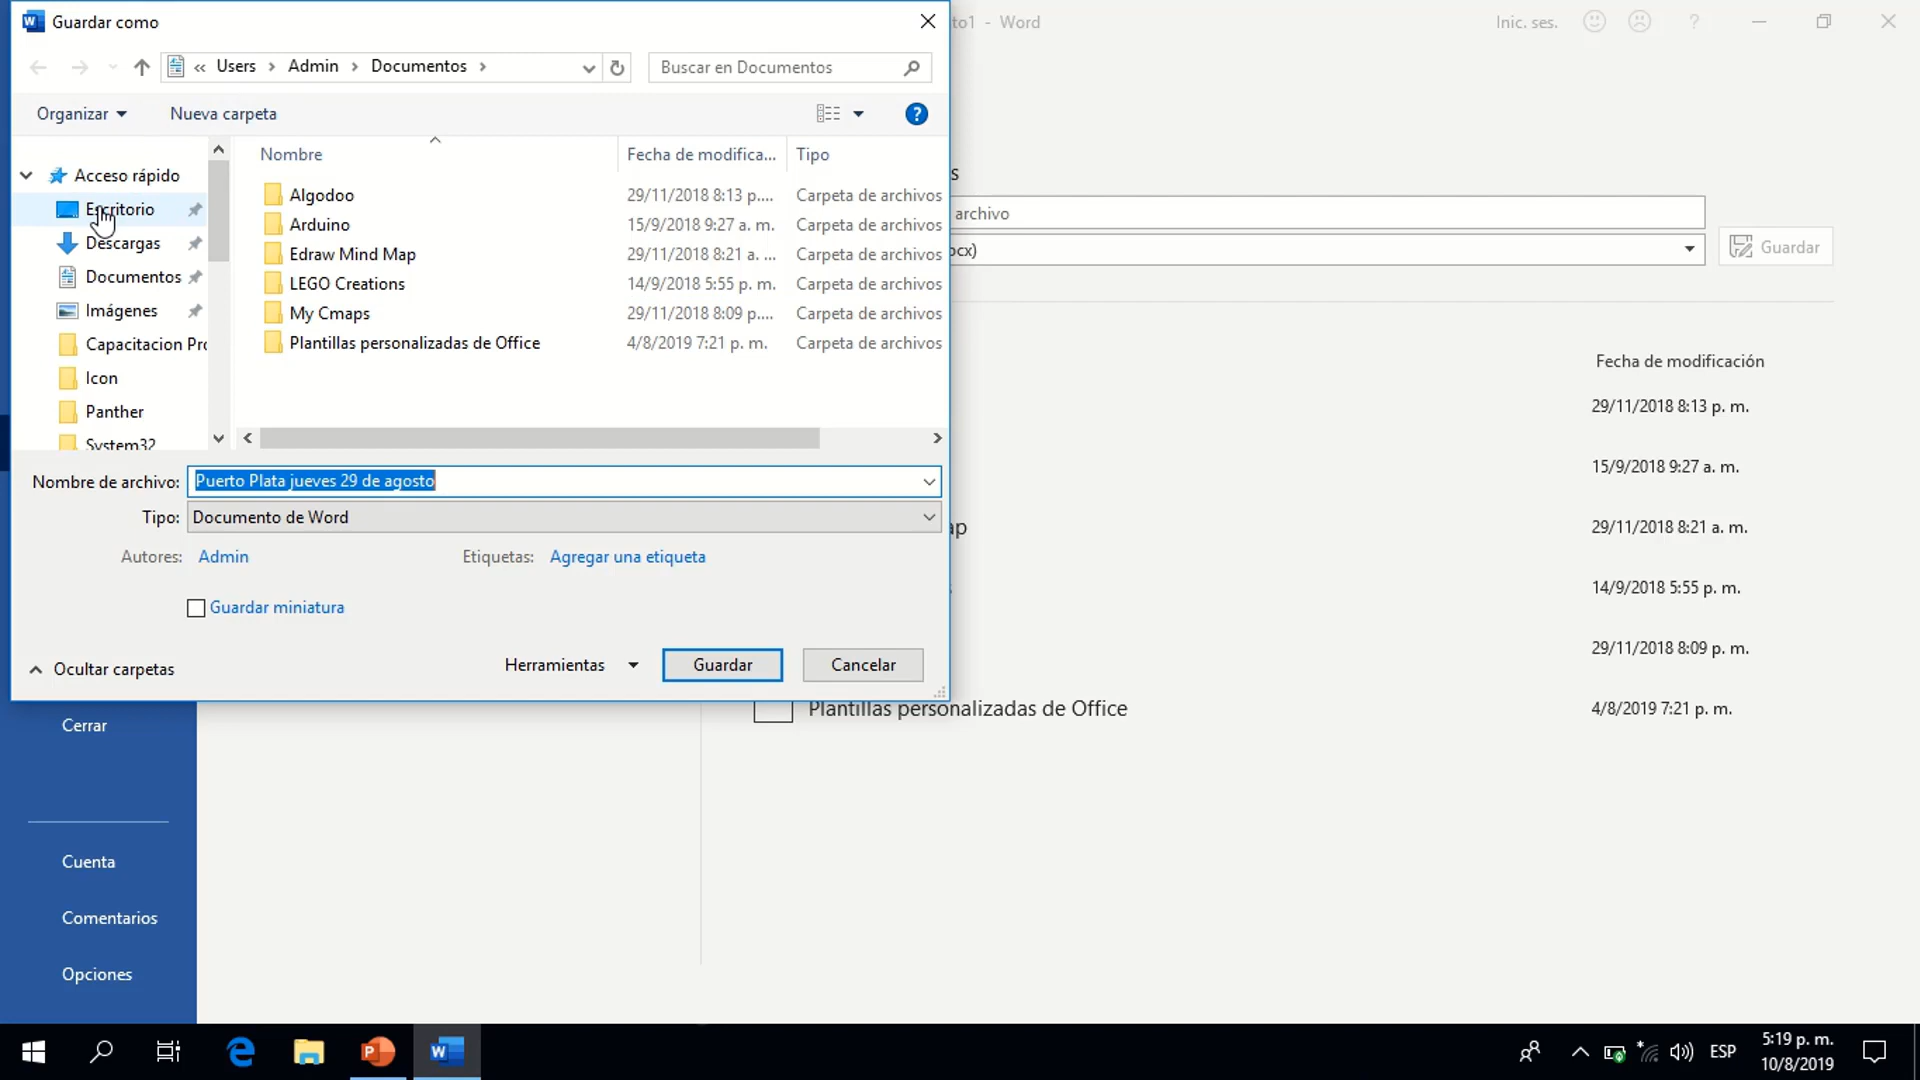 Guardar como
to1 - Word
Inic. ses.
?
« Users > Admin > Documentos >
Buscar en Documentos
Organizar
Nueva carpeta
?
Nombre
Fecha de modifica...
Tipo
Acceso rápido
Escritorio
Descargas
Documentos
Imágenes
Capacitacion Pro
Icon
Panther
System32
Algodoo 29/11/2018 8:13 p.... Carpeta de archivos
Arduino 15/9/2018 9:27 a. m. Carpeta de archivos
Edraw Mind Map 29/11/2018 8:21 a. ... Carpeta de archivos
LEGO Creations 14/9/2018 5:55 p. m. Carpeta de archivos
My Cmaps 29/11/2018 8:09 p.... Carpeta de archivos
Plantillas personalizadas de Office 4/8/2019 7:21 p. m. Carpeta de archivos
Nombre de archivo: Puerto Plata jueves 29 de agosto
Tipo: Documento de Word
Autores: Admin
Etiquetas: Agregar una etiqueta
Guardar miniatura
Ocultar carpetas
Herramientas
Guardar
Cancelar
s
archivo
ocx)
Guardar
Fecha de modificación
29/11/2018 8:13 p. m.
15/9/2018 9:27 a. m.
ap
29/11/2018 8:21 a. m.
s
14/9/2018 5:55 p. m.
29/11/2018 8:09 p. m.
Plantillas personalizadas de Office
4/8/2019 7:21 p. m.
Cerrar
Cuenta
Comentarios
Opciones
ESP
5:19 p. m.
10/8/2019